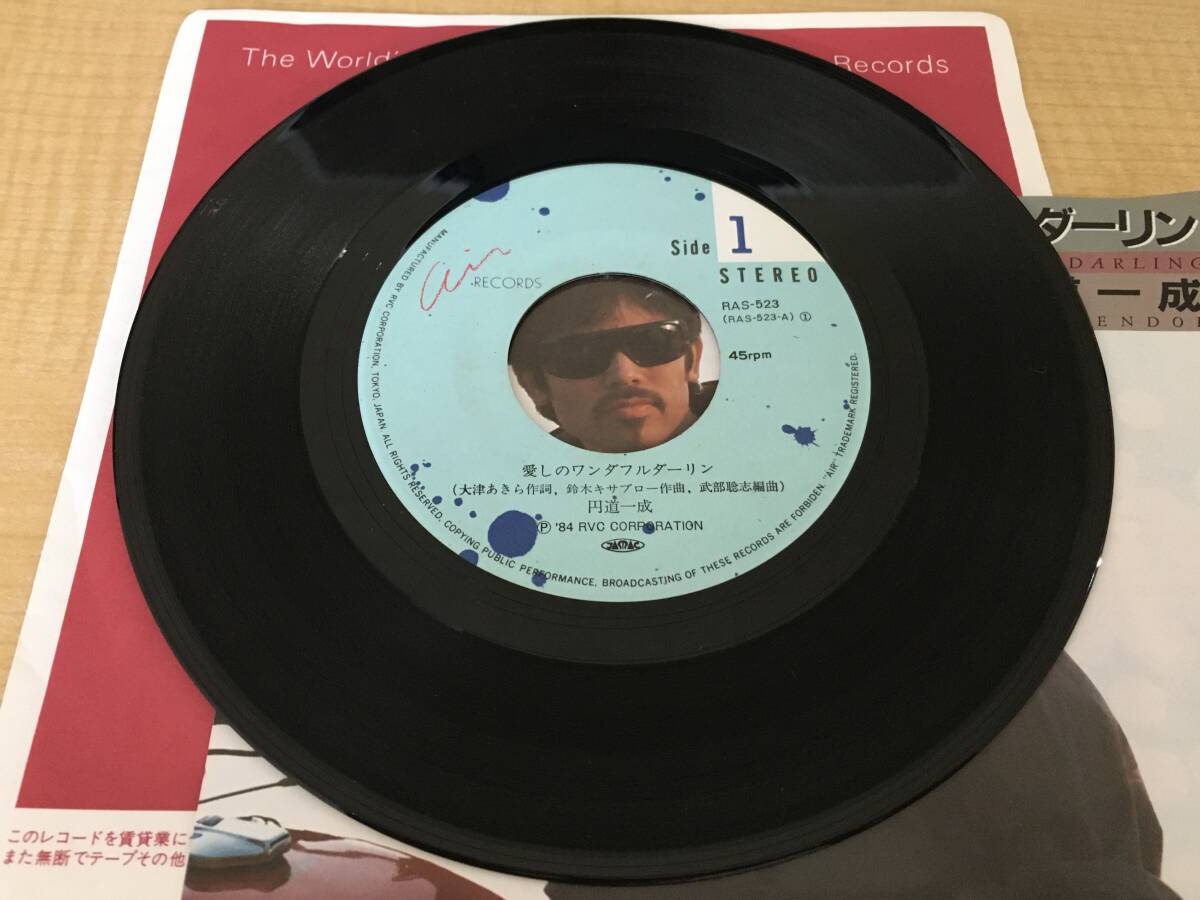 The World'
Records
ダーリン
DARLING
一成
ENDO
air
RECORDS
Side 1
STEREO
RAS-523
(RAS-523-A) ①
45rpm
愛しのワンダフルダーリン
(大津あきら作詞, 鈴木キサブロー作曲, 武部聡志編曲)
円道一成
Ⓟ '84 RVC CORPORATION
JASRAC
MANUFACTURED BY RVC CORPORATION, TOKYO, JAPAN ALL RIGHTS RESERVED. COPYING PUBLIC PERFORMANCE, BROADCASTING OF THESE RECORDS ARE FORBIDDEN. "AIR" TRADEMARK REGISTERED.
このレコードを賃貸業に
また無断でテープその他